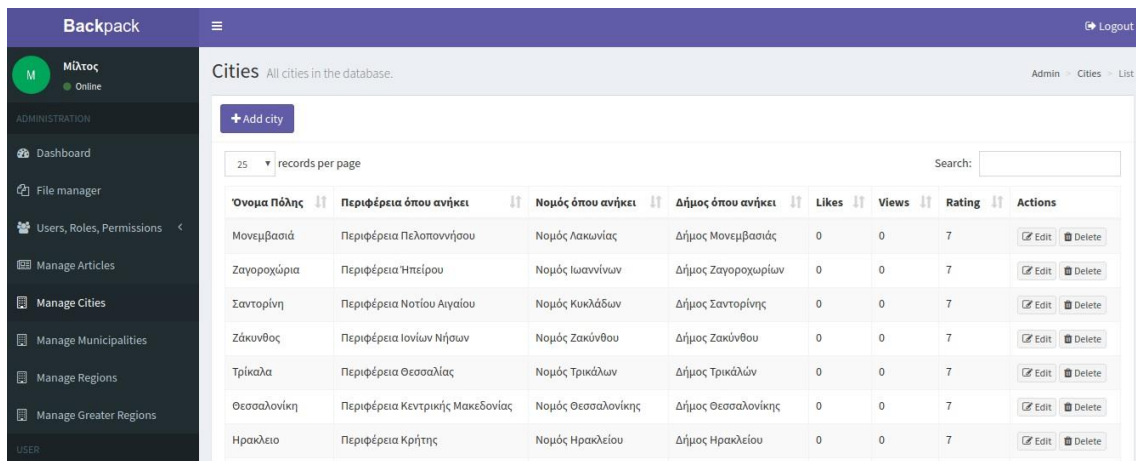 Backpack
Logout
Μίλτος
M
Online
Cities All cities in the database.
Admin > Cities > List
ADMINISTRATION
Add city
Dashboard
25 records per page
Search:
File manager
Όνομα Πόλης Περιφέρεια όπου ανήκει Νομός όπου ανήκει Δήμος όπου ανήκει Likes Views Rating Actions
Users, Roles, Permissions
Μονεμβασιά Περιφέρεια Πελοποννήσου Νομός Λακωνίας Δήμος Μονεμβασιάς 0 0 7 Edit Delete
Manage Articles
Ζαγοροχώρια Περιφέρεια Ήπείρου Νομός Ιωαννίνων Δήμος Ζαγοροχωρίων 0 0 7 Edit Delete
Manage Cities
Σαντορίνη Περιφέρεια Νοτίου Αιγαίου Νομός Κυκλάδων Δήμος Σαντορίνης 0 0 7 Edit Delete
Manage Municipalities
Ζάκυνθος Περιφέρεια Ιονίων Νήσων Νομός Ζακύνθου Δήμος Ζακύνθου 0 0 7 Edit Delete
Manage Regions
Τρίκαλα Περιφέρεια Θεσσαλίας Νομός Τρικάλων Δήμος Τρικάλών 0 0 7 Edit Delete
Manage Greater Regions
Θεσσαλονίκη Περιφέρεια Κεντρικής Μακεδονίας Νομός Θεσσαλονίκης Δήμος Θεσσαλονίκης 0 0 7 Edit Delete
USER
Ηρακλειο Περιφέρεια Κρήτης Νομός Ηρακλείου Δήμος Ηρακλείου 0 0 7 Edit Delete